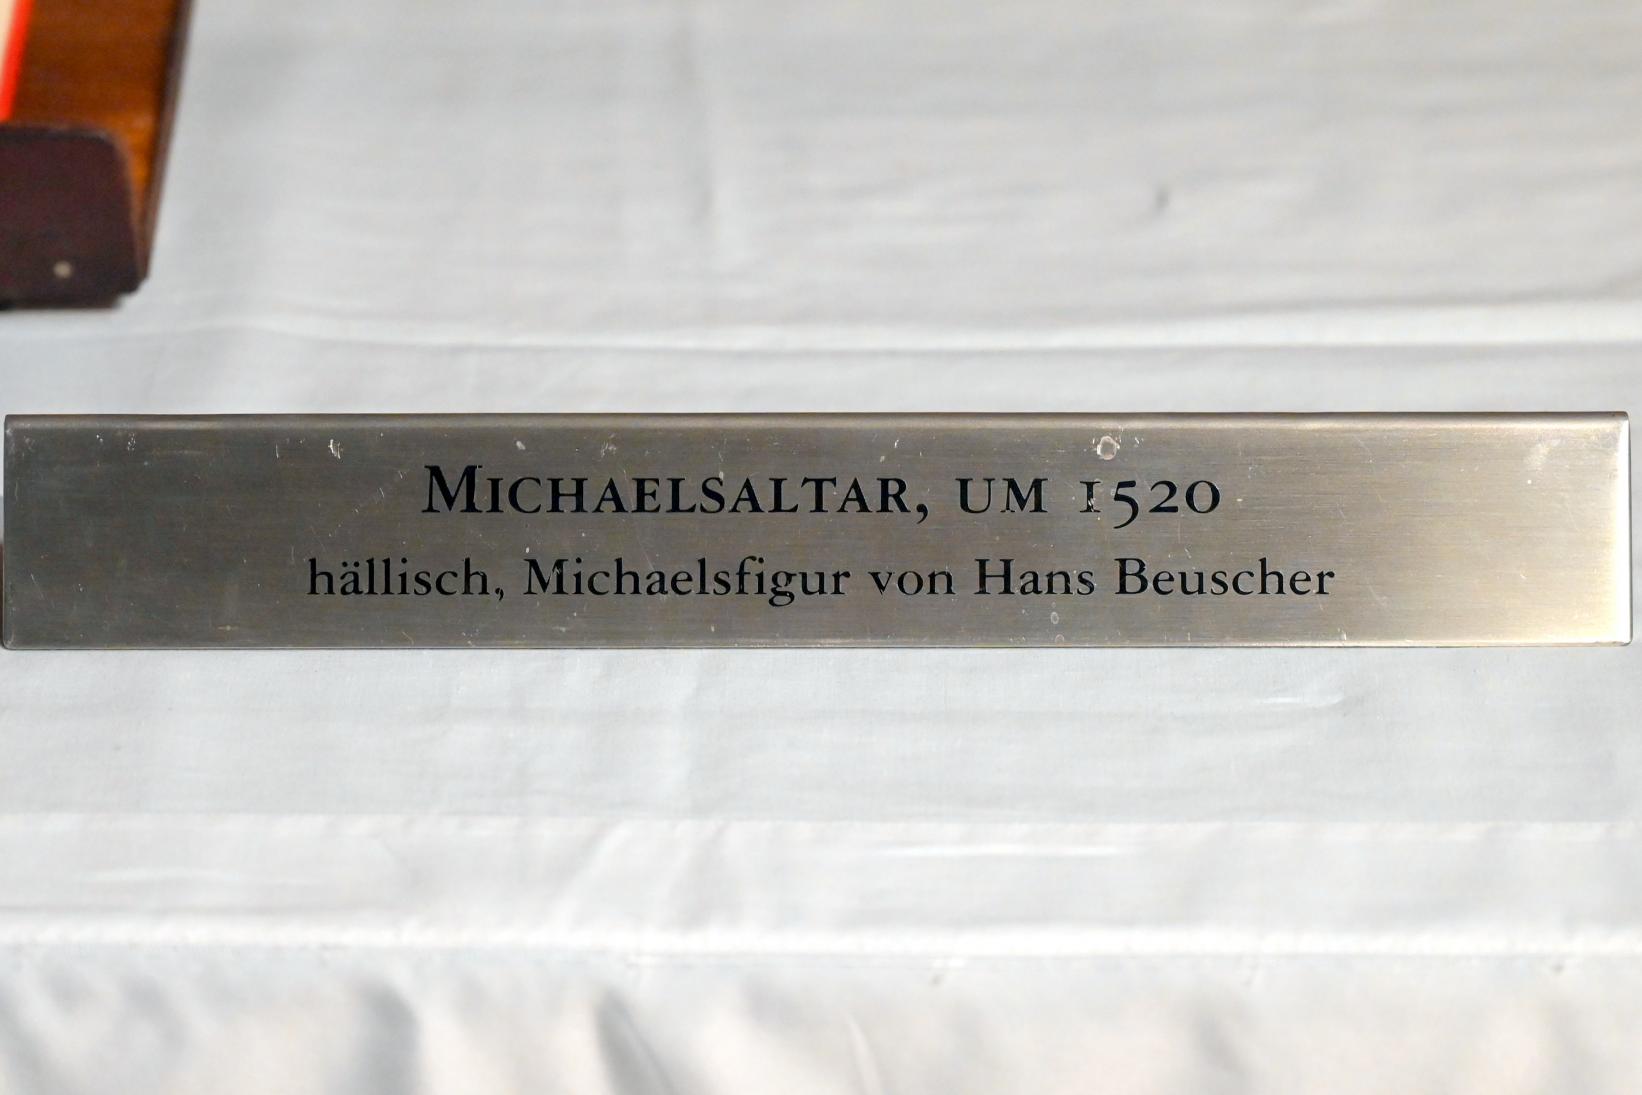 Michaelsaltar, um 1520
hällisch, Michaelsfigur von Hans Beuscher